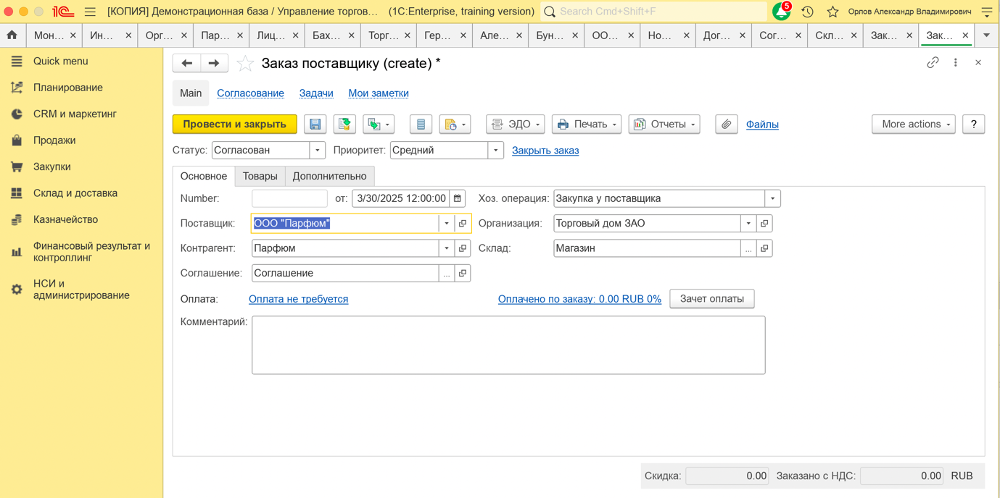 1С [КОПИЯ] Демонстрационная база / Управление торгов... (1C:Enterprise, training version) Search Cmd+Shift+F 5 Орлов Александр Владимирович
Мон... Ин... Орг... Пар... Лиц... Бах... Торг... Гер... Але... Бун... ОО... Но... Дог... Сог... Скл... Зак... Зак...
Quick menu
Планирование
CRM и маркетинг
Продажи
Закупки
Склад и доставка
Казначейство
Финансовый результат и
контроллинг
НСИ и
администрирование
Заказ поставщику (create) *
Main Согласование Задачи Мои заметки
Провести и закрыть ЭДО Печать Отчеты Файлы More actions ?
Статус: Согласован Приоритет: Средний Закрыть заказ
Основное Товары Дополнительно
Number: от: 3/30/2025 12:00:00 Хоз. операция: Закупка у поставщика
Поставщик: ООО "Парфюм" Организация: Торговый дом ЗАО
Контрагент: Парфюм Склад: Магазин ...
Соглашение: Соглашение ...
Оплата: Оплата не требуется Оплачено по заказу: 0.00 RUB 0% Зачет оплаты
Комментарий:
Скидка: 0.00 Заказано с НДС: 0.00 RUB